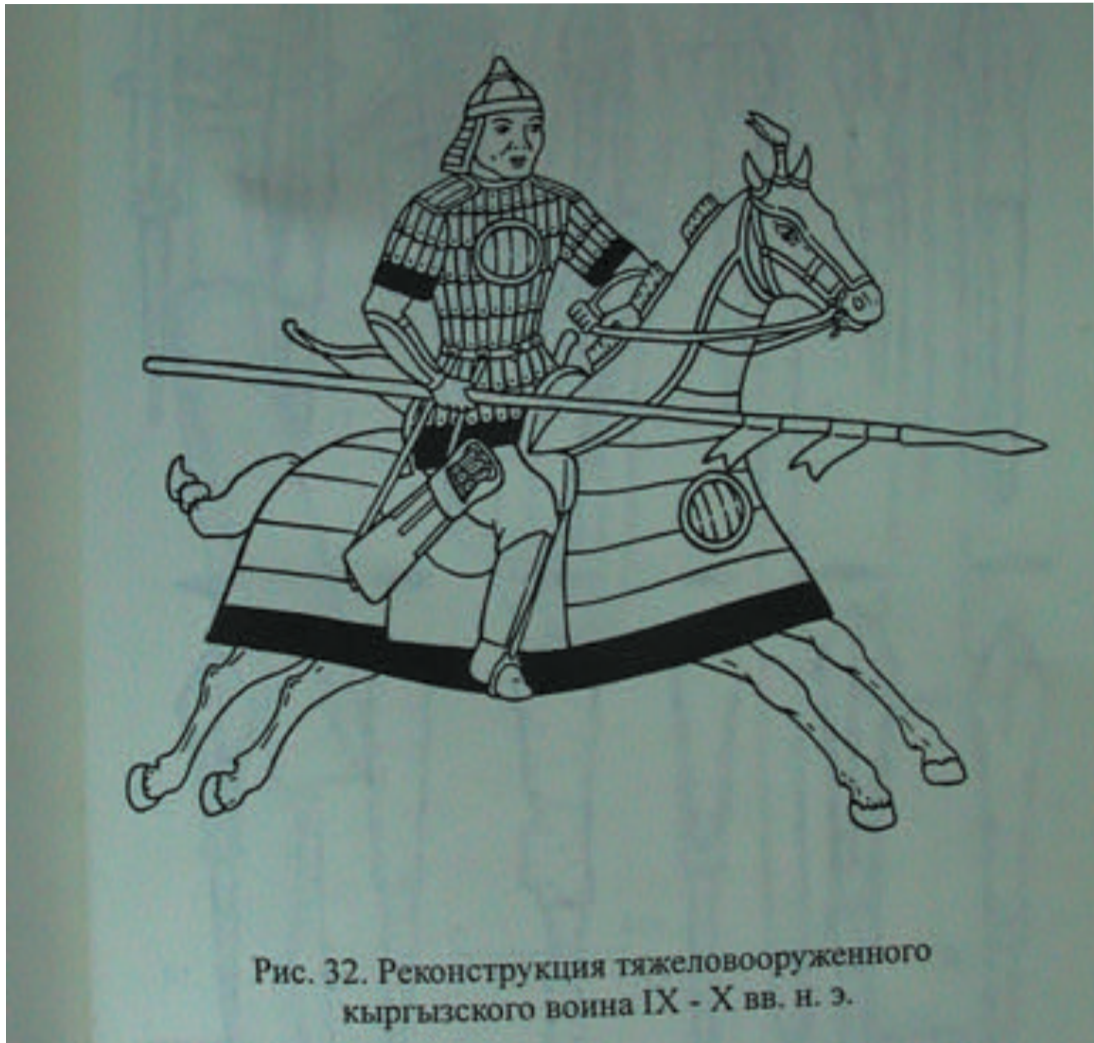 Рис. 32. Реконструкция тяжеловооруженного
кыргызского воина IX - X вв. н. э.